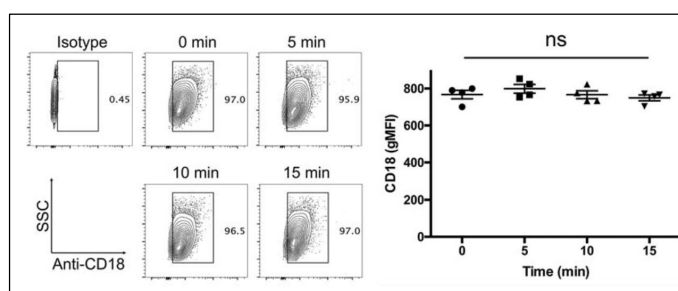 Isotype
0 min
5 min
0.45
97.0
95.9
10 min
15 min
96.5
97.0
SSC
Anti-CD18
ns
CD18 (gMFI)
800
600
400
200
0
0
5
10
15
Time (min)